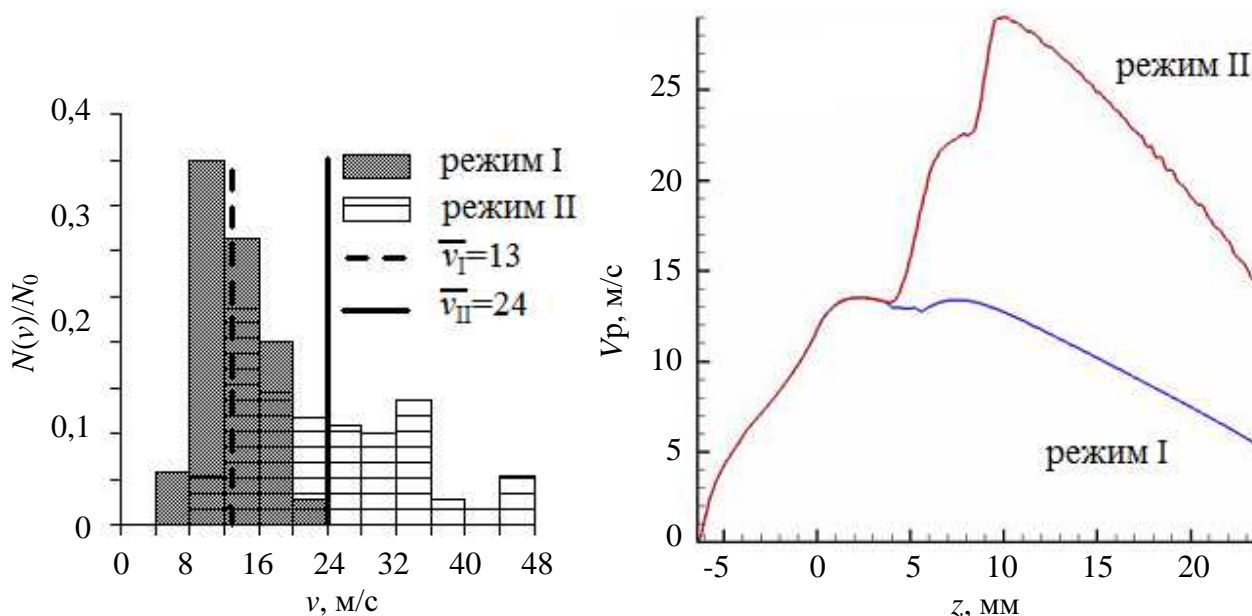 0,4
0,3
0,2
0,1
0
N(v)/N₀
0 8 16 24 32 40 48
v, м/с
режим I
режим II
v̅_I=13
v̅_II=24
25
20
15
10
5
0
Vp, м/с
-5 0 5 10 15 20
z, мм
режим II
режим I